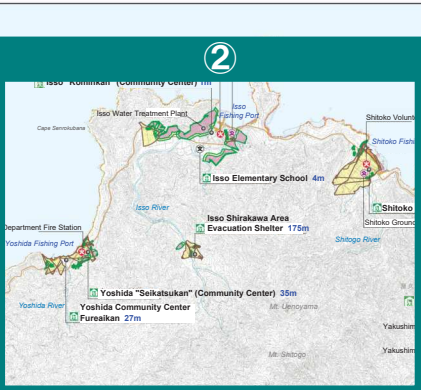 ②
Isso "Kominkan" (Community Center) 7m
Isso
Fishing Port
Isso Water Treatment Plant
Shitoko Volunt
Cape Senrokubana
Shitoko Fishi
Isso Elementary School 4m
Isso River
Shitoko
Shitoko Ground
Isso Shirakawa Area
Evacuation Shelter 175m
Department Fire Station
Shitogo River
Yoshida Fishing Port
Yoshida "Seikatsukan" (Community Center) 35m
Yoshida River
Yoshida Community Center
Fureaikan 27m
Mt. Uenoyama
Yakushim
Mt. Shitogo
Yakushi